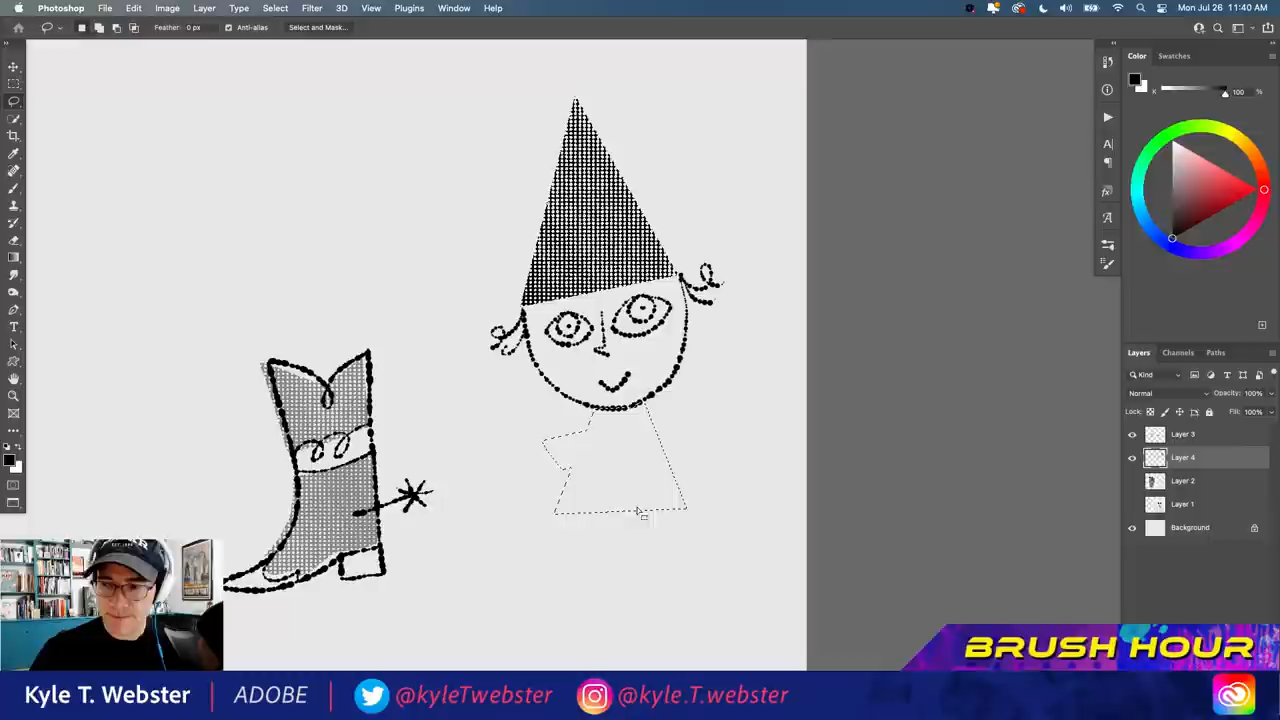 Photoshop File Edit Image Layer Type Select Filter 3D View Plugins Window Help Mon Jul 26 11:40 AM
Feather: 0 px Anti-alias Select and Mask...
Color Swatches
K 100 %
Layers Channels Paths
Kind
Normal Opacity: 100%
Lock: Fill: 100%
Layer 3
Layer 4
Layer 2
Layer 1
Background
BRUSH HOUR
Kyle T. Webster | ADOBE | @kyleTwebster @kyle.T.webster